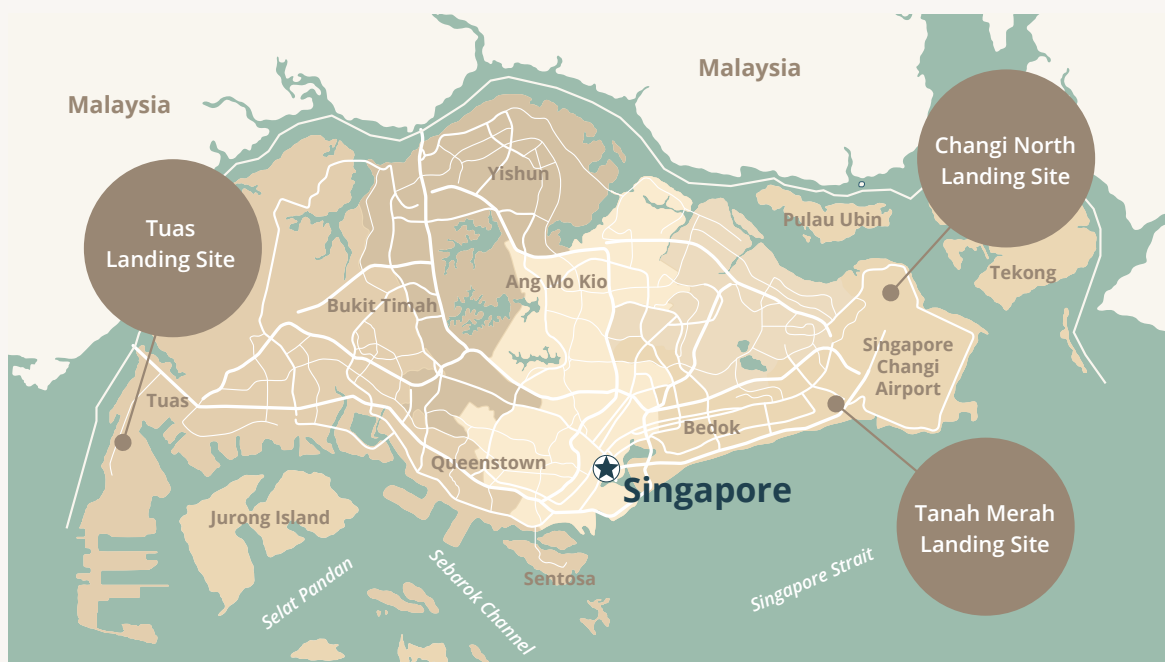 Malaysia
Malaysia
Changi North
Landing Site
Yishun
Tuas
Landing Site
Pulau Ubin
Tekong
Ang Mo Kio
Bukit Timah
Singapore
Changi
Airport
Tuas
Bedok
Queenstown
Singapore
Jurong Island
Tanah Merah
Landing Site
Selat Pandan
Sebarok Channel
Sentosa
Singapore Strait